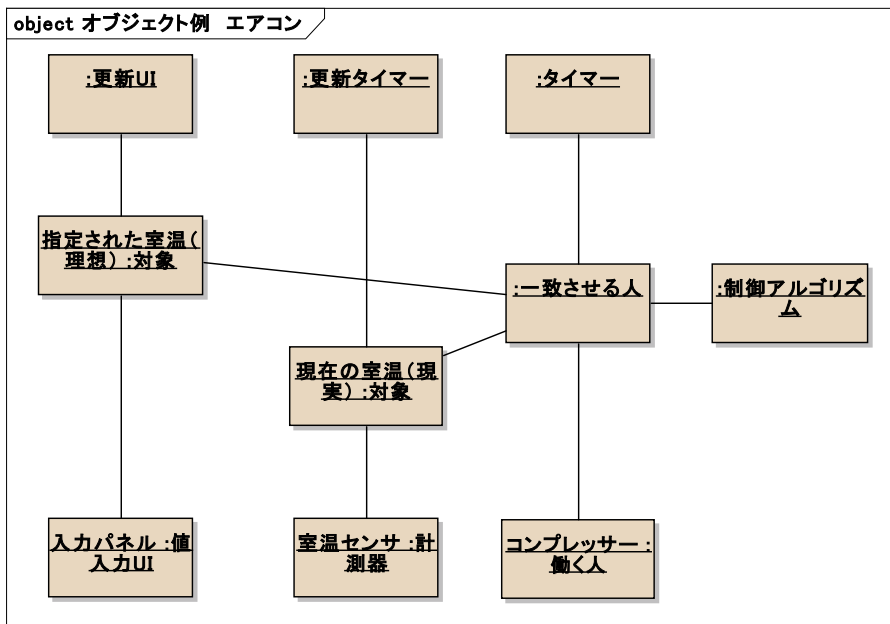 object オブジェクト例　エアコン
:更新UI
:更新タイマー
:タイマー
指定された室温(
理想) :対象
:一致させる人
:制御アルゴリズ
ム
現在の室温(現
実) :対象
入力パネル :値
入力UI
室温センサ :計
測器
コンプレッサー :
働く人